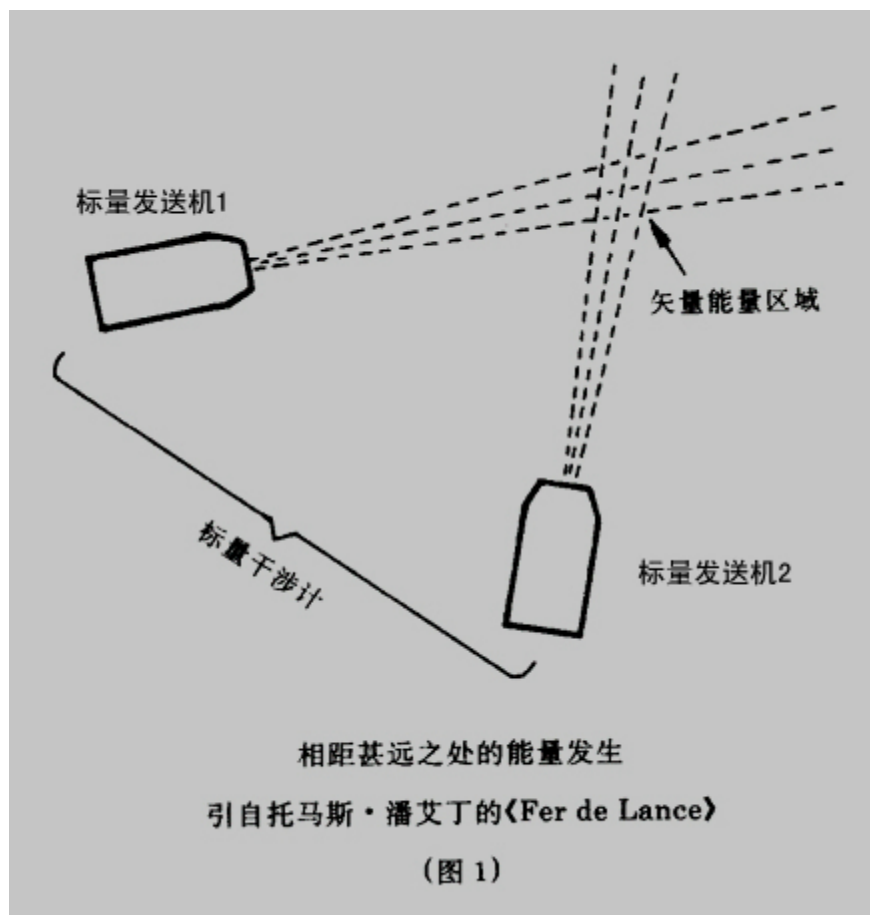 标量发送机1
矢量能量区域
标量干涉计
标量发送机2
相距甚远之处的能量发生
引自托马斯·潘艾丁的《Fer de Lance》
(图 1)